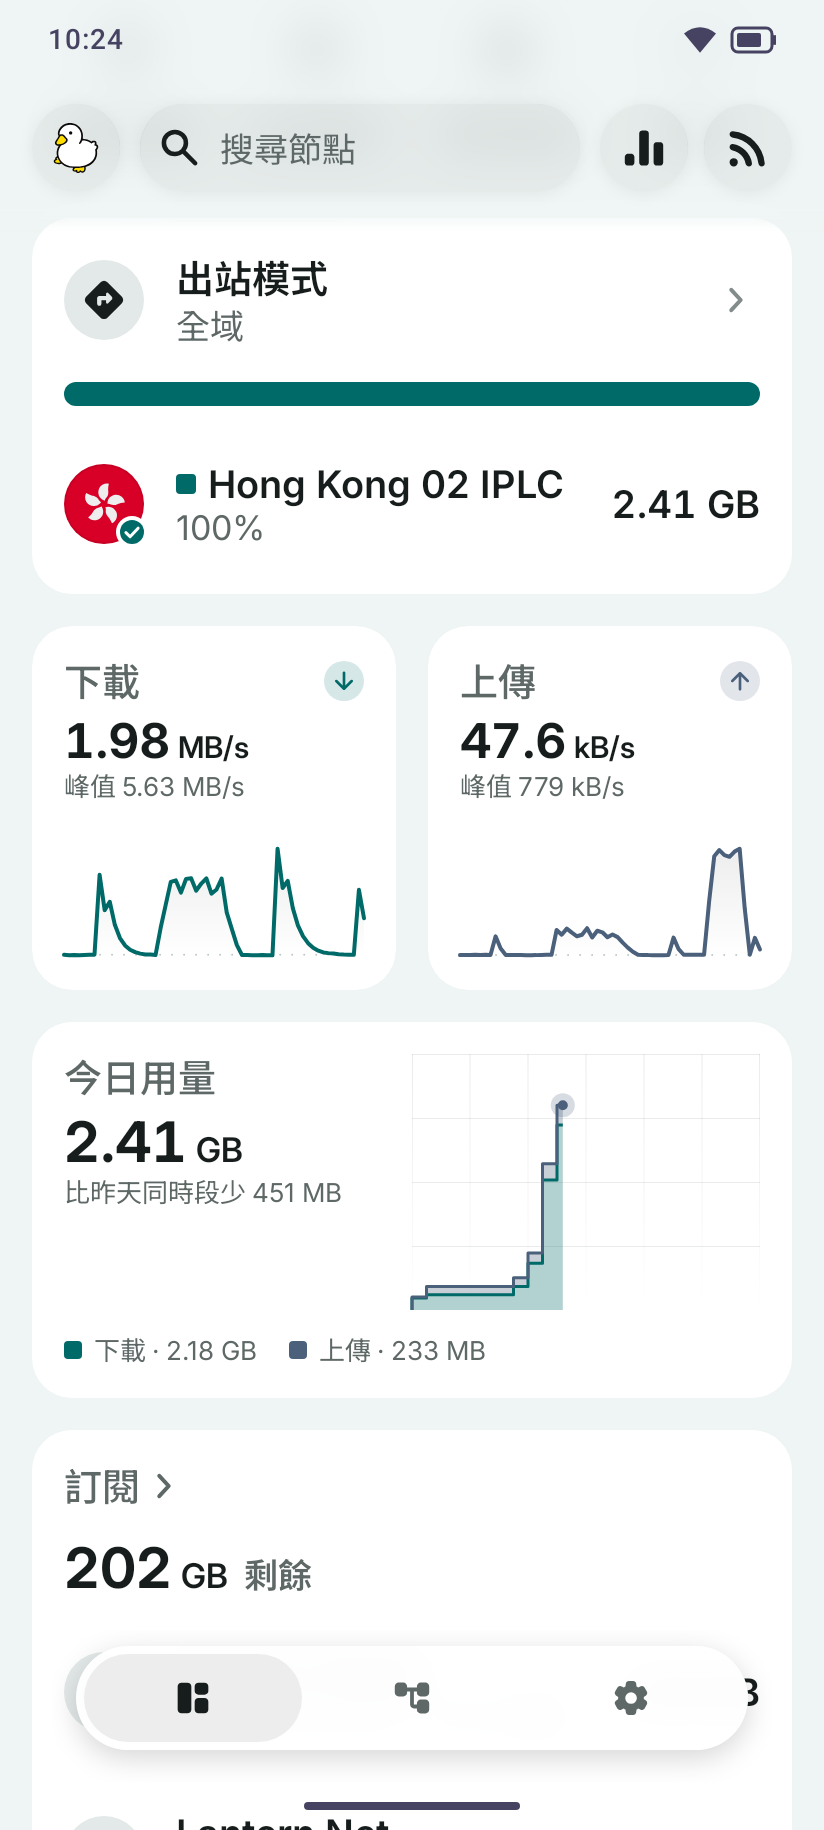 10:24
搜尋節點
出站模式
全域
Hong Kong 02 IPLC
100%
2.41 GB
下載
1.98 MB/s
峰值 5.63 MB/s
上傳
47.6 kB/s
峰值 779 kB/s
今日用量
2.41 GB
比昨天同時段少 451 MB
下載 · 2.18 GB
上傳 · 233 MB
訂閱
202 GB 剩餘
Lantern Net